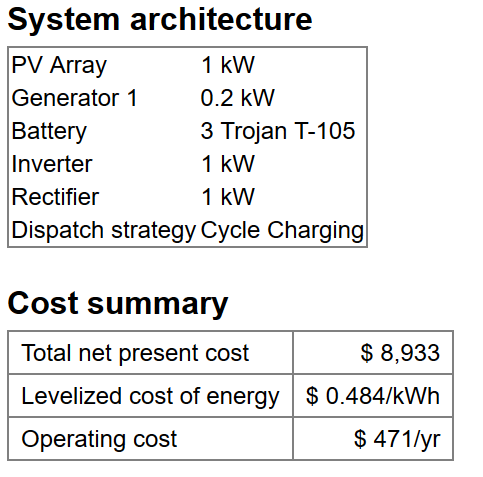 System architecture
PV Array 1 kW
Generator 1 0.2 kW
Battery 3 Trojan T-105
Inverter 1 kW
Rectifier 1 kW
Dispatch strategy Cycle Charging
Cost summary
Total net present cost $ 8,933
Levelized cost of energy $ 0.484/kWh
Operating cost $ 471/yr